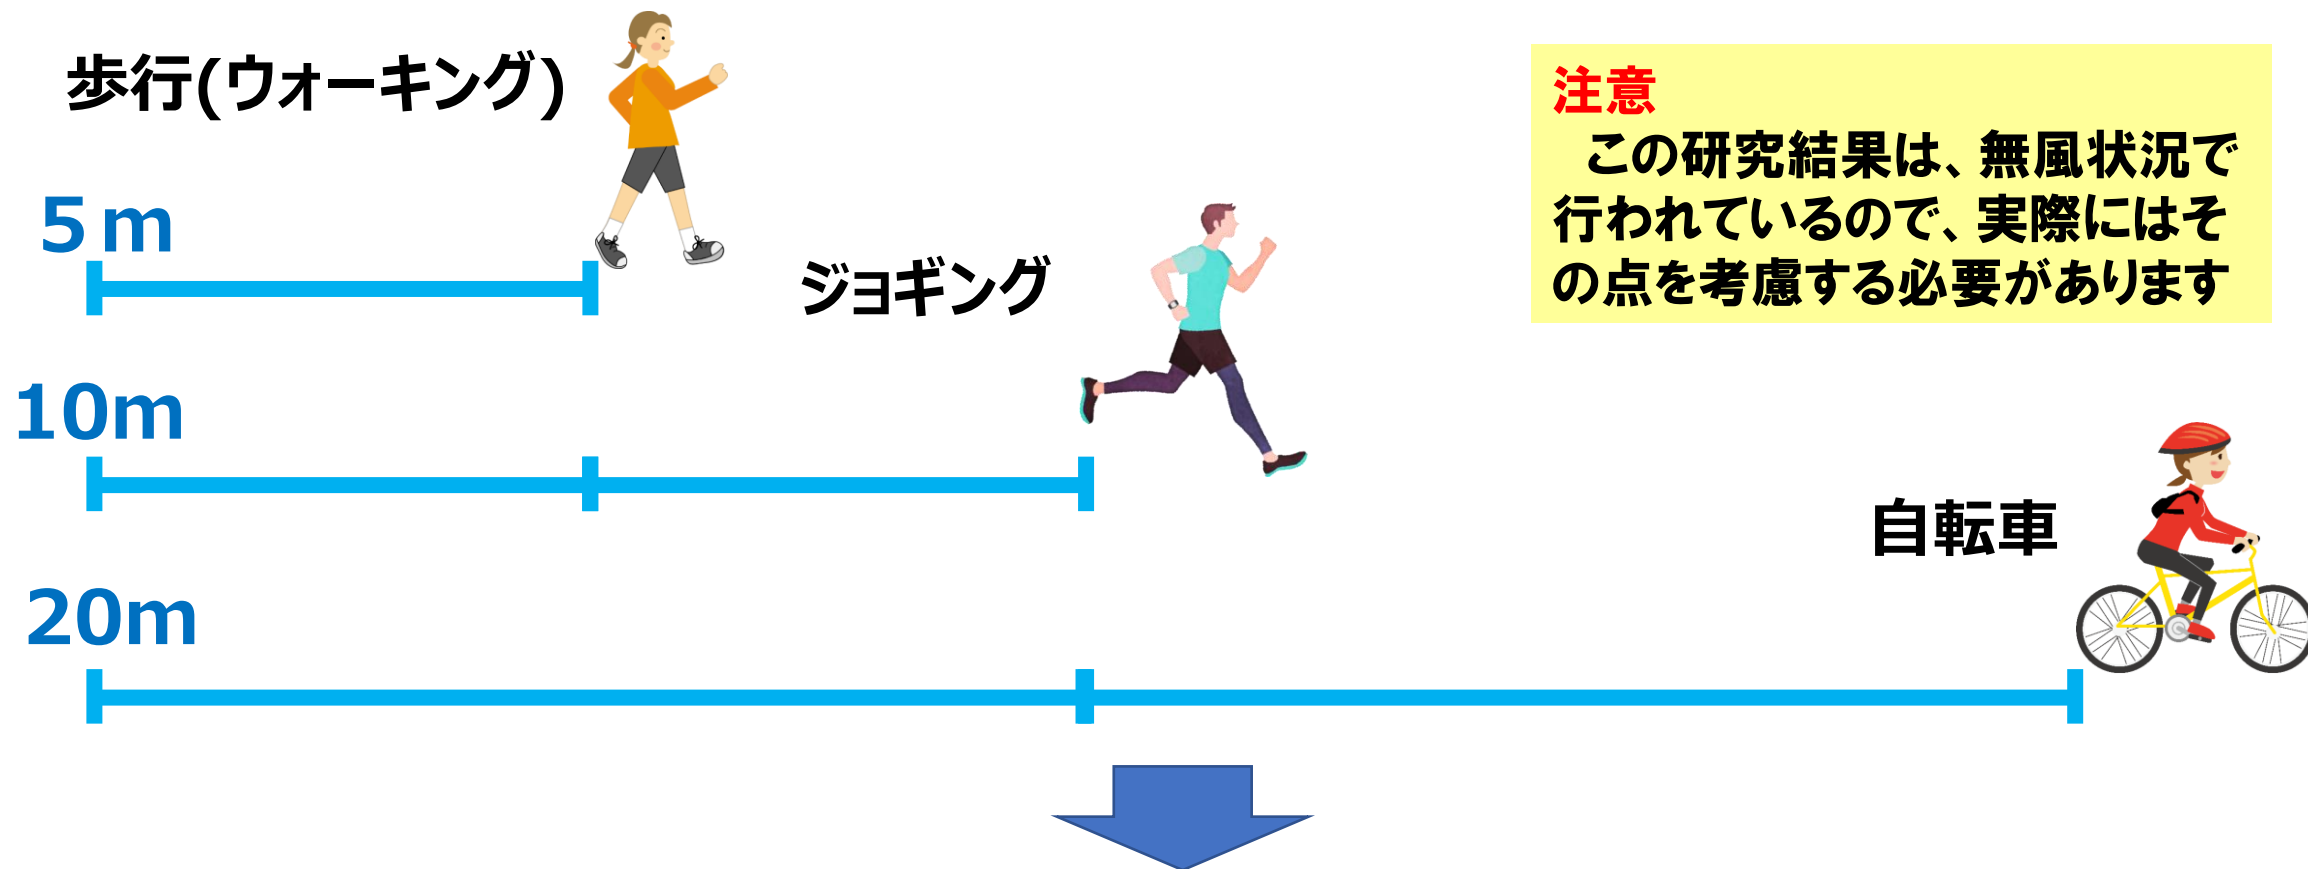 歩行(ウォーキング)
5m
ジョギング
10m
自転車
20m
注意
この研究結果は、無風状況で
行われているので、実際にはそ
の点を考慮する必要があります